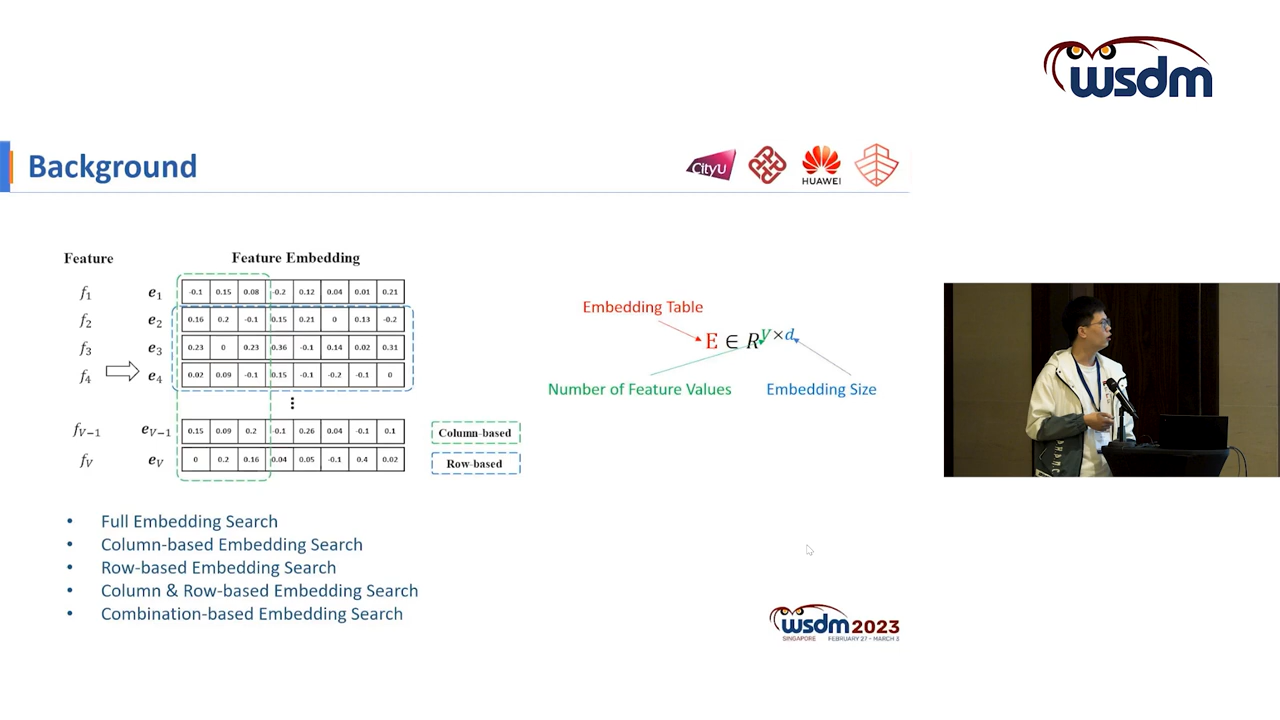 wsdm
Background
CityU
HUAWEI
Feature
Feature Embedding
f1 e1 -0.1 0.15 0.08 -0.2 0.12 0.04 0.01 0.21
f2 e2 0.16 0.2 -0.1 0.15 0.21 0 0.13 -0.2
f3 e3 0.23 0 0.23 0.36 -0.1 0.14 0.02 0.31
f4 e4 0.02 0.09 -0.1 0.15 -0.1 -0.2 -0.1 0
fV-1 eV-1 0.15 0.09 0.2 -0.1 0.26 0.04 -0.1 0.1
fV eV 0 0.2 0.16 0.04 0.05 -0.1 0.4 0.02
Column-based
Row-based
Embedding Table
E ∈ R^V×d
Number of Feature Values
Embedding Size
• Full Embedding Search
• Column-based Embedding Search
• Row-based Embedding Search
• Column & Row-based Embedding Search
• Combination-based Embedding Search
wsdm 2023
SINGAPORE FEBRUARY 27 - MARCH 3